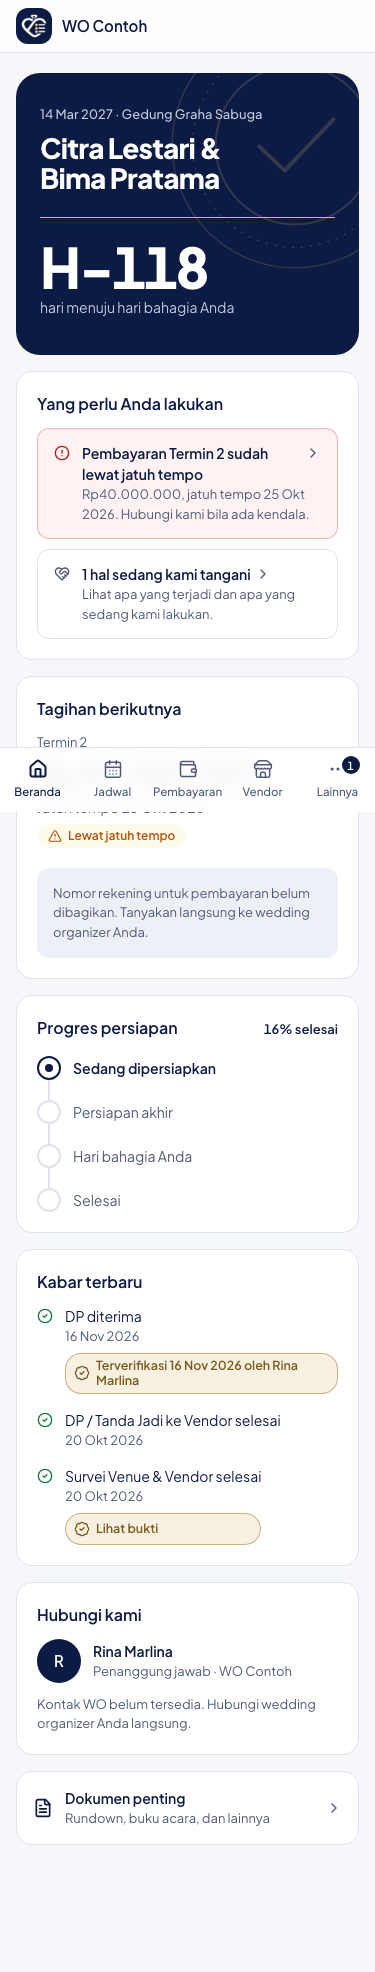 WO Contoh
14 Mar 2027 · Gedung Graha Sabuga
Citra Lestari &
Bima Pratama
H-118
hari menuju hari bahagia Anda
Yang perlu Anda lakukan
Pembayaran Termin 2 sudah
lewat jatuh tempo
Rp40.000.000, jatuh tempo 25 Okt
2026. Hubungi kami bila ada kendala.
1 hal sedang kami tangani
Lihat apa yang terjadi dan apa yang
sedang kami lakukan.
Tagihan berikutnya
Termin 2
1
Beranda
Jadwal
Pembayaran
Vendor
Lainnya
Lewat jatuh tempo
Nomor rekening untuk pembayaran belum
dibagikan. Tanyakan langsung ke wedding
organizer Anda.
Progres persiapan
16% selesai
Sedang dipersiapkan
Persiapan akhir
Hari bahagia Anda
Selesai
Kabar terbaru
DP diterima
16 Nov 2026
Terverifikasi 16 Nov 2026 oleh Rina
Marlina
DP / Tanda Jadi ke Vendor selesai
20 Okt 2026
Survei Venue & Vendor selesai
20 Okt 2026
Lihat bukti
Hubungi kami
R
Rina Marlina
Penanggung jawab · WO Contoh
Kontak WO belum tersedia. Hubungi wedding
organizer Anda langsung.
Dokumen penting
Rundown, buku acara, dan lainnya